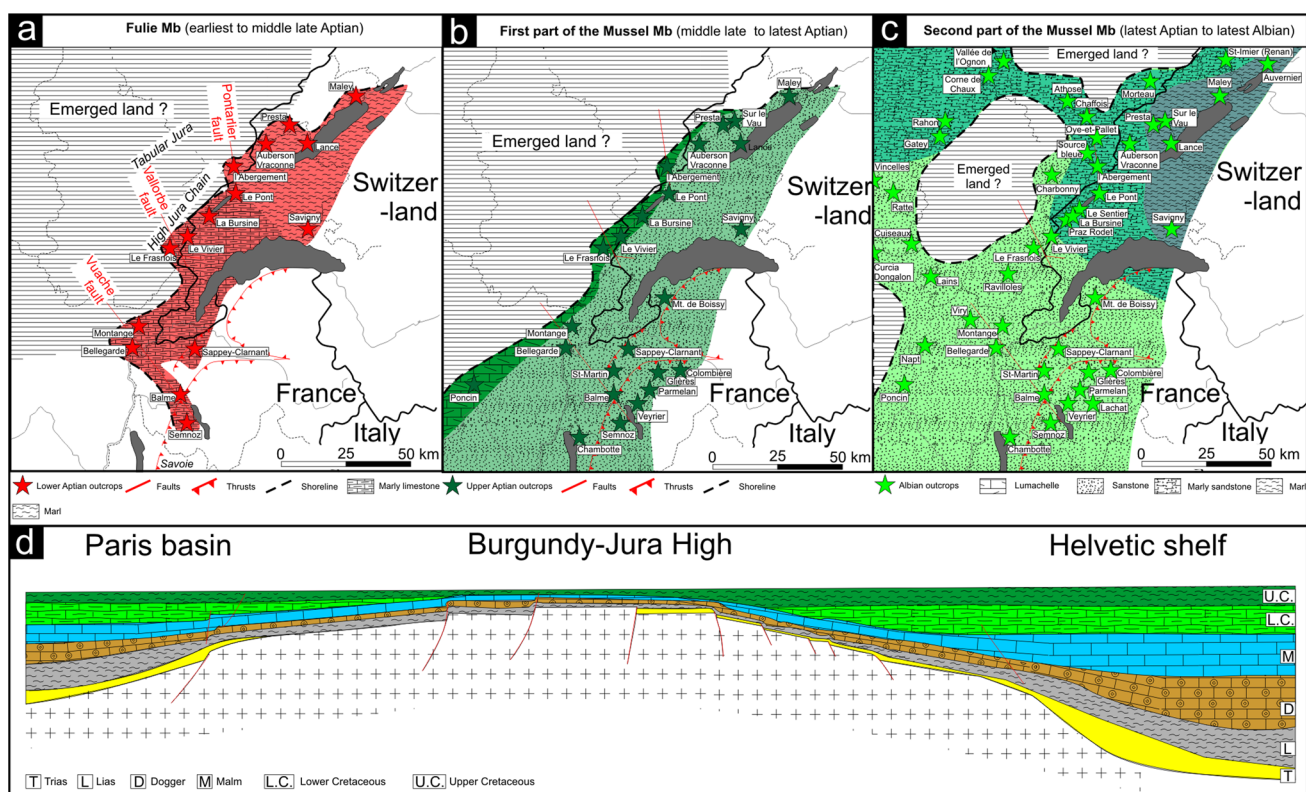 a
Fulie Mb (earliest to middle late Aptian)
Emerged land ?
Pontarlier
fault
Tabular Jura
Vallorbe
fault
High Jura Chain
Vuache
fault
Maley
Presta
Lance
Auberson
Vraconne
l'Abergement
Le Pont
La Bursine
Savigny
Le Vivier
Le Frasnois
Montange
Bellegarde
Sappey-Clarnant
Balme
Semnoz
Savoie
Switzer
-land
France
Italy
0 25 50 km
Lower Aptian outcrops
Faults
Thrusts
Shoreline
Marly limestone
Marl
b
First part of the Mussel Mb (middle late to latest Aptian)
Emerged land ?
Maley
Presta
Sur le
Vau
Lance
Auberson
Vraconne
l'Abergement
Le Pont
La Bursine
Savigny
Le Vivier
Le Frasnois
Mt. de Boissy
Montange
Bellegarde
Sappey-Clarnant
St-Martin
Colombière
Glières
Parmelan
Poncin
Balme
Veyrier
Semnoz
Chambotte
Switzer
-land
France
Italy
0 25 50 km
Upper Aptian outcrops
Faults
Thrusts
Shoreline
c
Second part of the Mussel Mb (latest Aptian to latest Albian)
Vallée de
l'Ognon
Corne de
Chaux
Emerged land ?
St-Imier (Renan)
Auvernier
Maley
Morteau
Athose
Chaffois
Presta
Sur le
Vau
Rahon
Gatey
Oye-et-Pallet
Source
bleue
Auberson
Vraconne
Lance
l'Abergement
Vincelles
Emerged
land ?
Charbonny
Le Pont
Ratte
Le Sentier
La Bursine
Praz Rodet
Savigny
Cuiseaux
Le Vivier
Le Frasnois
Curcia
Dongalon
Lains
Ravilloles
Mt. de Boissy
Viry
Montange
Napt
Bellegarde
Sappey-Clarnant
St-Martin
Colombière
Glières
Parmelan
Poncin
Balme
Veyrier
Lachat
Semnoz
Chambotte
Switzer
-land
France
Italy
0 25 50 km
Albian outcrops
Lumachelle
Sanstone
Marly sandstone
Marl
d
Paris basin
Burgundy-Jura High
Helvetic shelf
U.C.
L.C.
M
D
L
T
T Trias
L Lias
D Dogger
M Malm
L.C. Lower Cretaceous
U.C. Upper Cretaceous